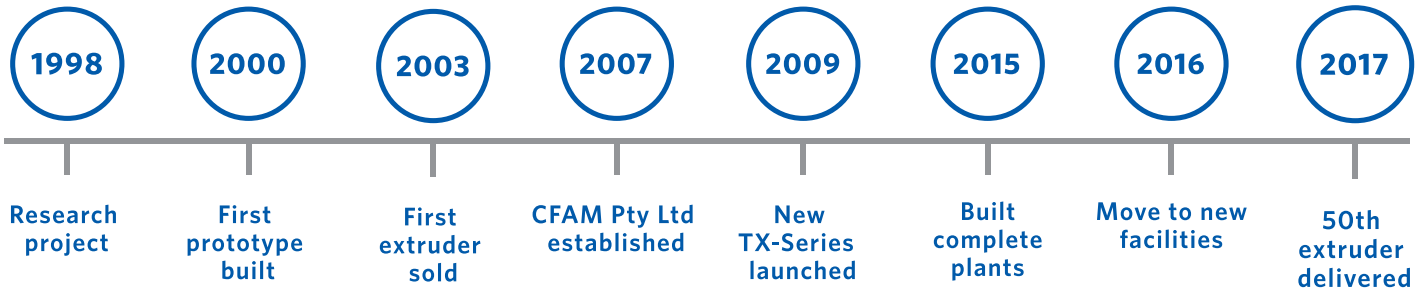 1998
2000
2003
2007
2009
2015
2016
2017
Research
project
First
prototype
built
First
extruder
sold
CFAM Pty Ltd
established
New
TX-Series
launched
Built
complete
plants
Move to new
facilities
50th
extruder
delivered